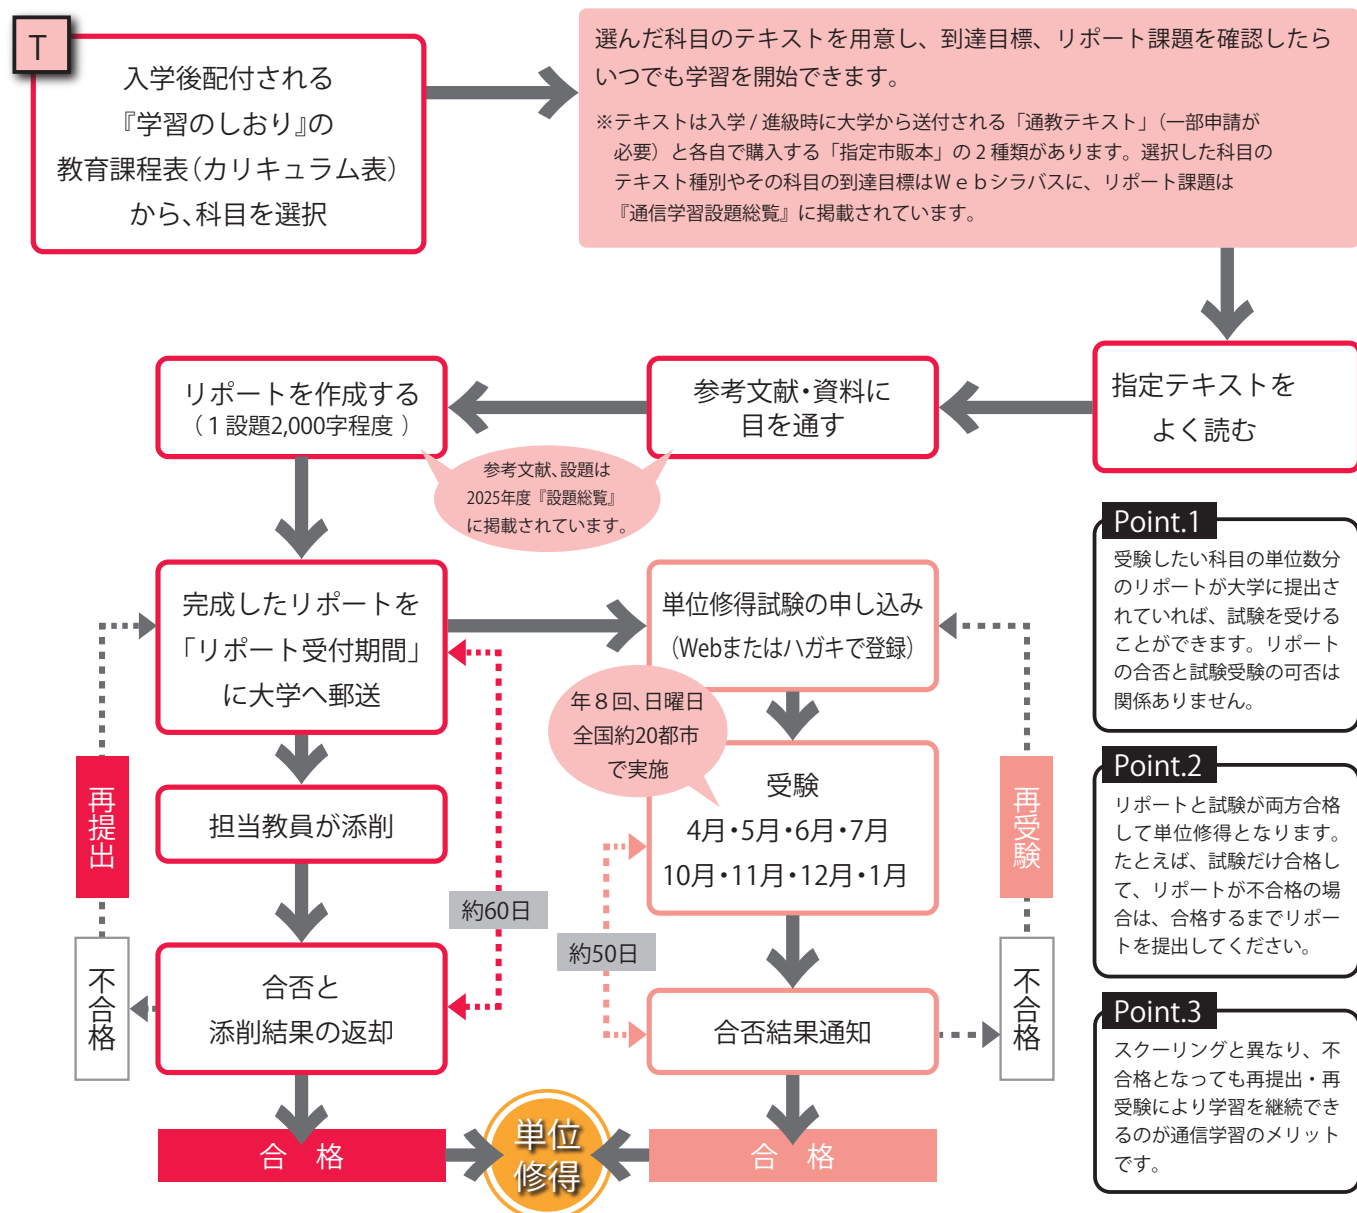 T
入学後配付される
『学習のしおり』の
教育課程表(カリキュラム表)
から、科目を選択
選んだ科目のテキストを用意し、到達目標、リポート課題を確認したら
いつでも学習を開始できます。
※テキストは入学 / 進級時に大学から送付される「通教テキスト」(一部申請が
必要）と各自で購入する「指定市販本」の 2 種類があります。選択した科目の
テキスト種別やその科目の到達目標はＷｅｂシラバスに、リポート課題は
『通信学習設題総覧』に掲載されています。
指定テキストを
よく読む
参考文献・資料に
目を通す
リポートを作成する
（１設題2,000字程度 ）
参考文献、設題は
2025年度『設題総覧』
に掲載されています。
完成したリポートを
「リポート受付期間」
に大学へ郵送
単位修得試験の申し込み
（Webまたはハガキで登録）
年８回、日曜日
全国約20都市
で実施
受験
4月・5月・6月・7月
10月・11月・12月・1月
再提出
担当教員が添削
約60日
約50日
再受験
不合格
合否と
添削結果の返却
合否結果通知
不合格
合　格
単位
修得
合　格
Point.1
受験したい科目の単位数分
のリポートが大学に提出さ
れていれば、試験を受ける
ことができます。リポート
の合否と試験受験の可否は
関係ありません。
Point.2
リポートと試験が両方合格
して単位修得となります。
たとえば、試験だけ合格し
て、リポートが不合格の場
合は、合格するまでリポー
トを提出してください。
Point.3
スクーリングと異なり、不
合格となっても再提出・再
受験により学習を継続でき
るのが通信学習のメリット
です。